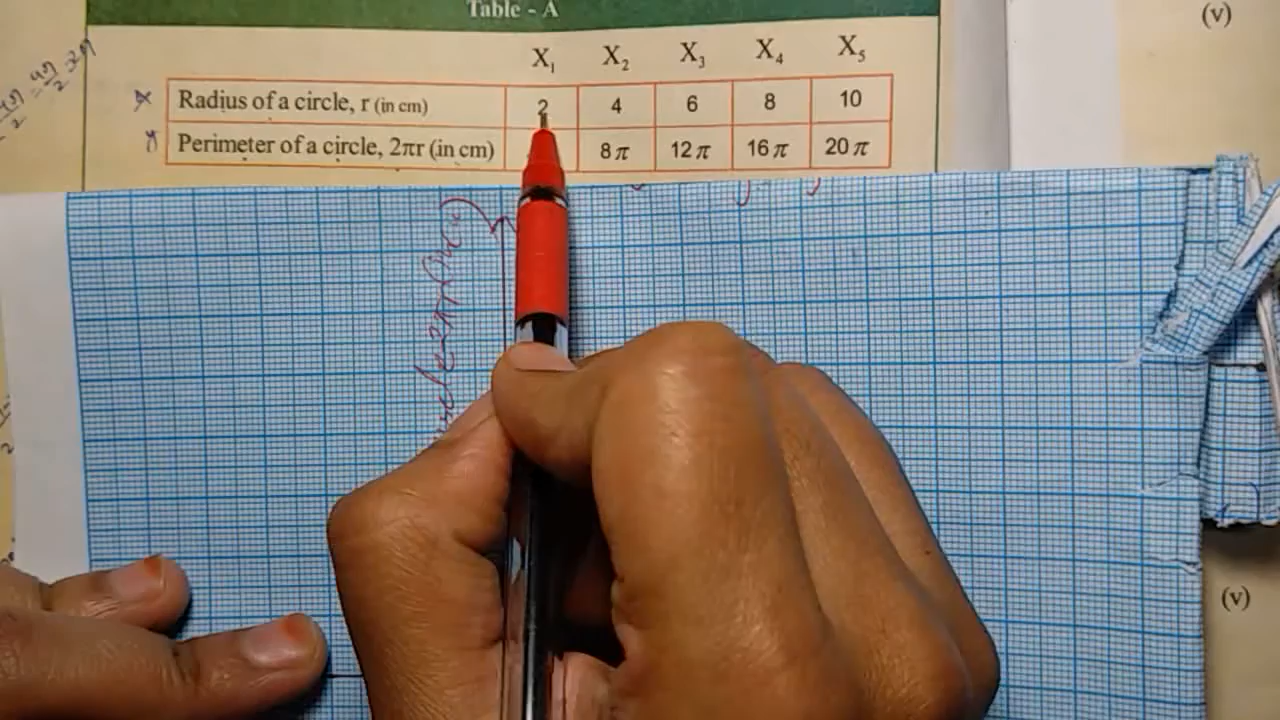 Table - A
(v)
X₁ X₂ X₃ X₄ X₅
x Radius of a circle, r (in cm) 2 4 6 8 10
y Perimeter of a circle, 2πr (in cm) 8π 12π 16π 20π
(v)